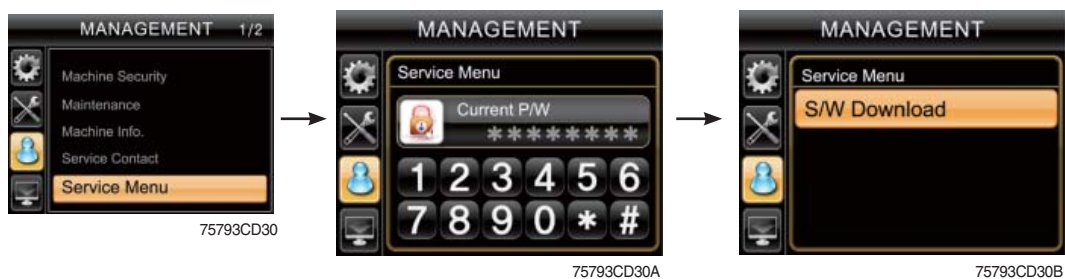 MANAGEMENT 1/2
Machine Security
Maintenance
Machine Info.
Service Contact
Service Menu
75793CD30
MANAGEMENT
Service Menu
Current P/W
********
1 2 3 4 5 6
7 8 9 0 * #
75793CD30A
MANAGEMENT
Service Menu
S/W Download
75793CD30B